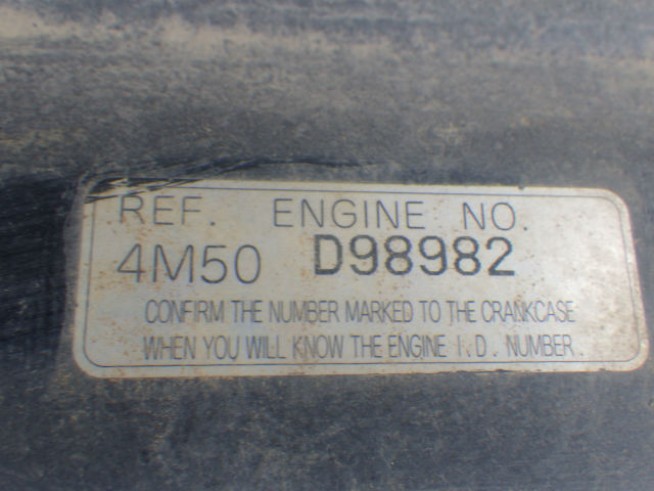 REF. ENGINE NO.
4M50 D98982
CONFIRM THE NUMBER MARKED TO THE CRANKCASE
WHEN YOU WILL KNOW THE ENGINE I.D. NUMBER.